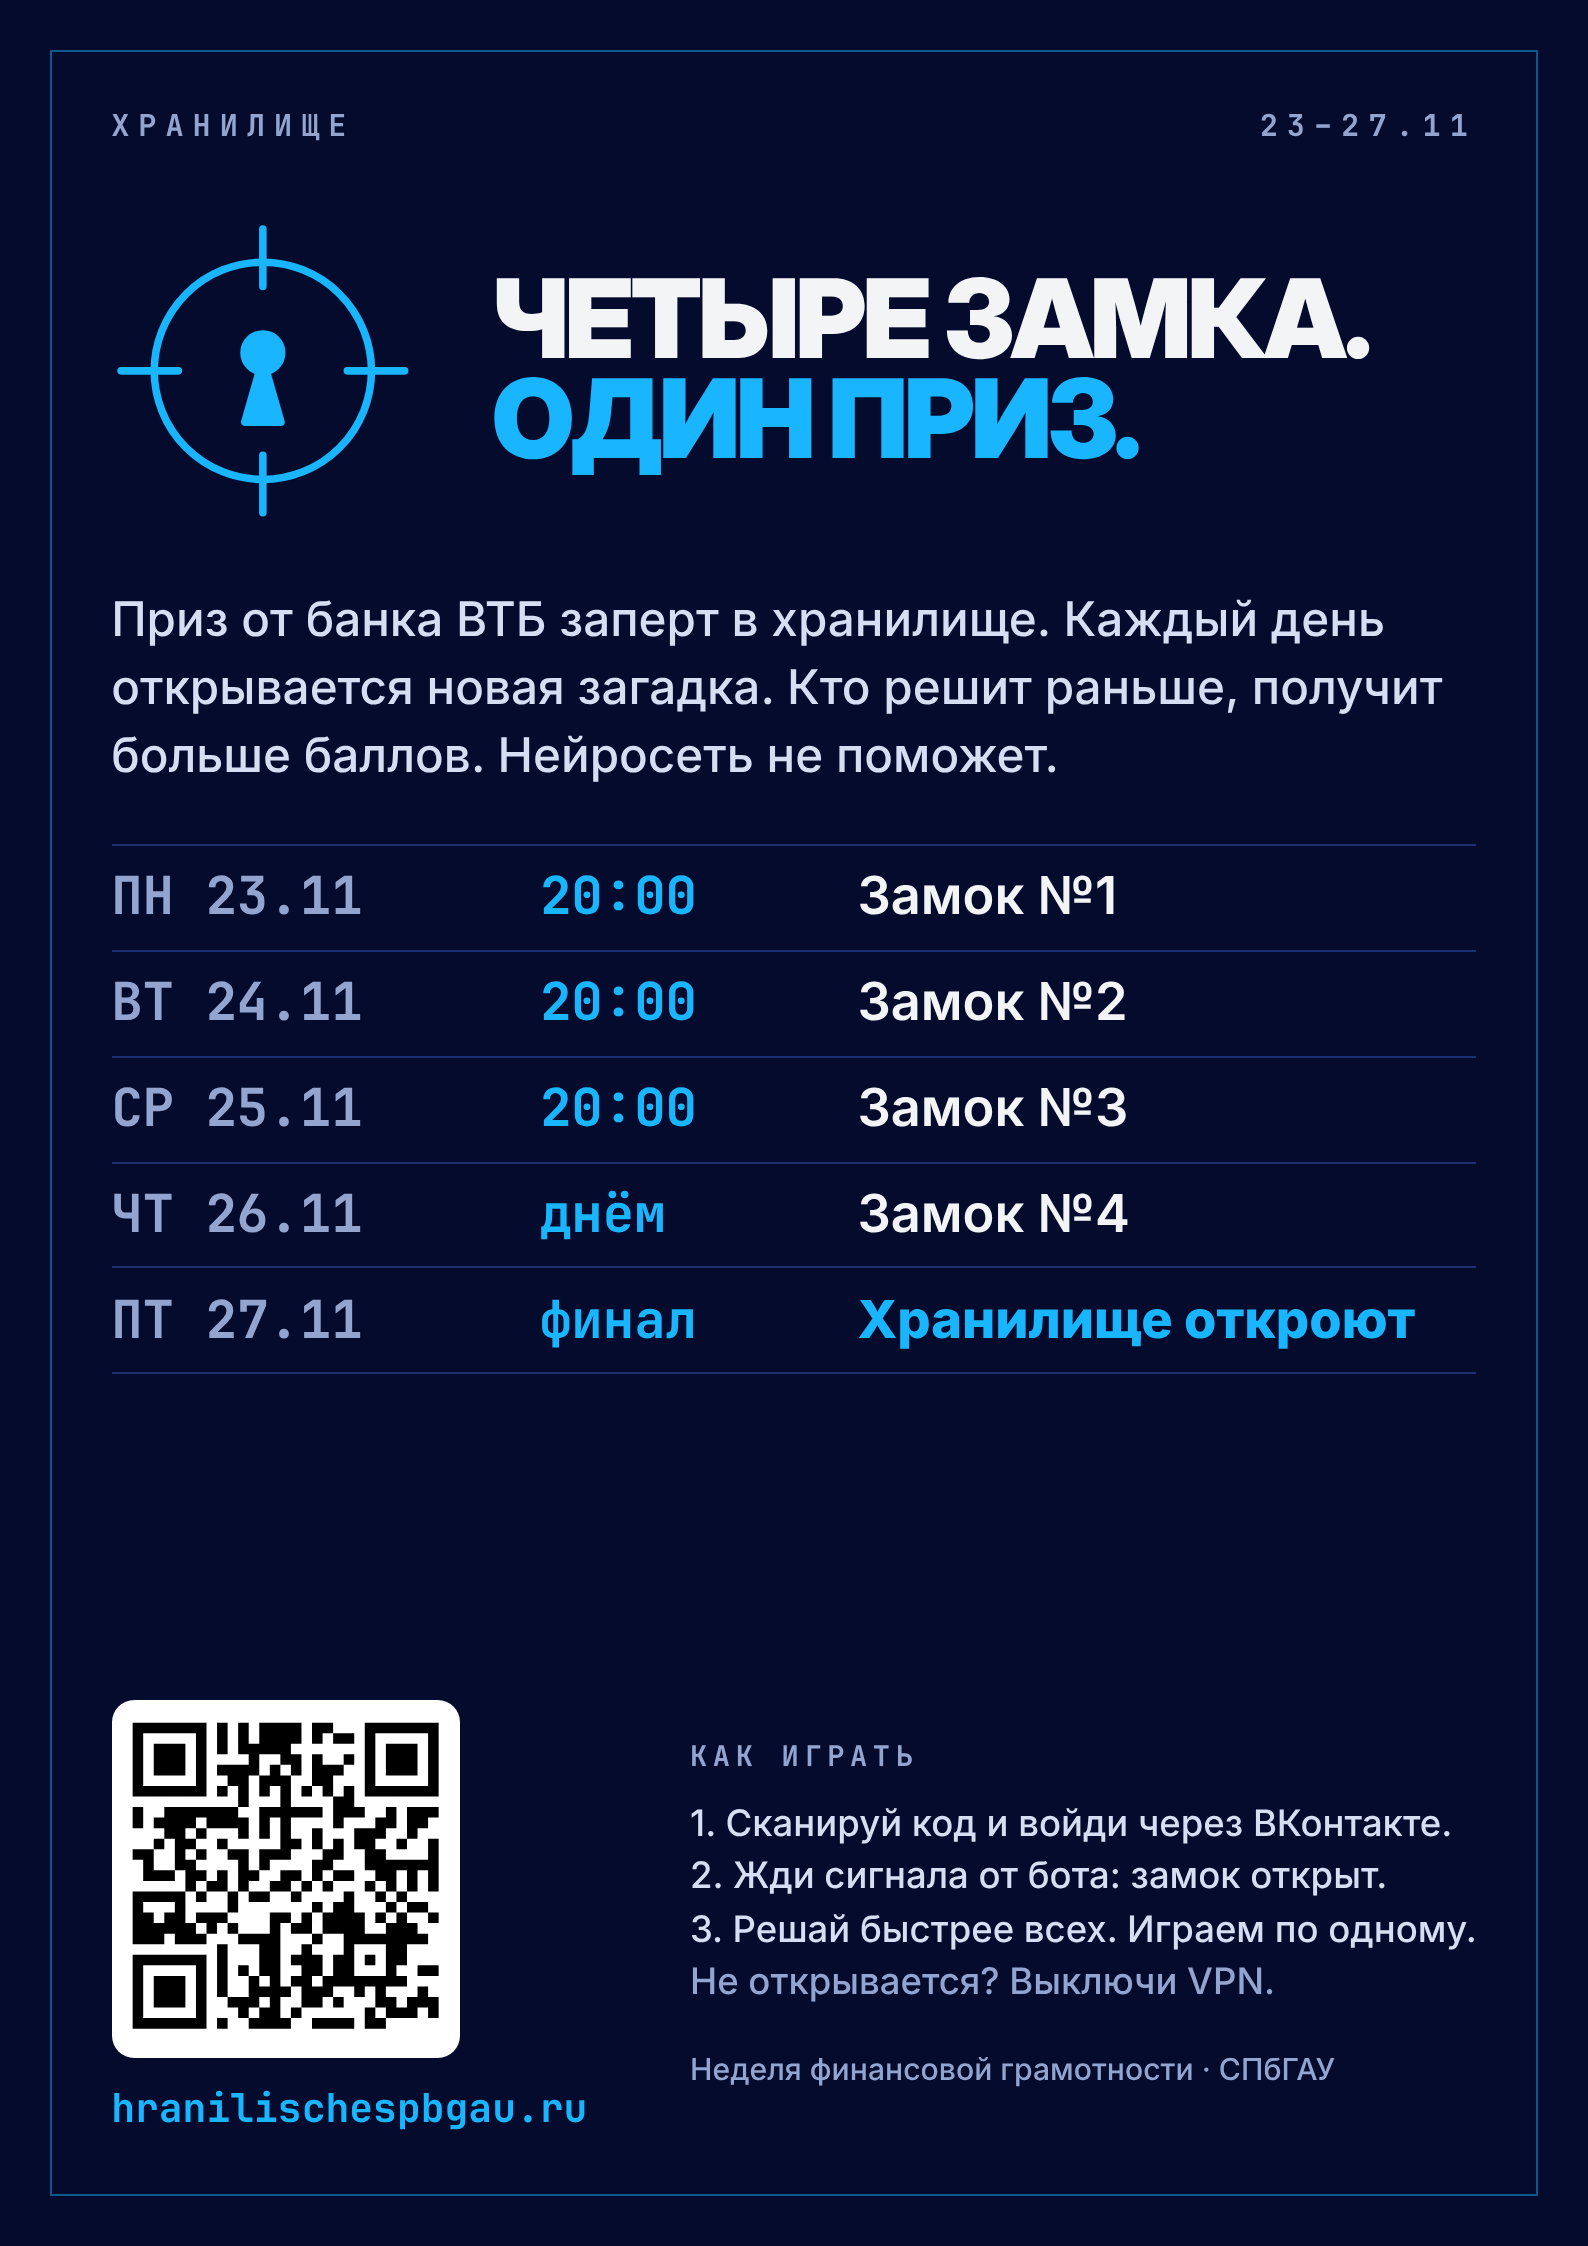 ХРАНИЛИЩЕ
23–27.11
ЧЕТЫРЕ ЗАМКА.
ОДИН ПРИЗ.
Приз от банка ВТБ заперт в хранилище. Каждый день
открывается новая загадка. Кто решит раньше, получит
больше баллов. Нейросеть не поможет.
ПН 23.11 20:00 Замок №1
ВТ 24.11 20:00 Замок №2
СР 25.11 20:00 Замок №3
ЧТ 26.11 днём Замок №4
ПТ 27.11 финал Хранилище откроют
КАК ИГРАТЬ
1. Сканируй код и войди через ВКонтакте.
2. Жди сигнала от бота: замок открыт.
3. Решай быстрее всех. Играем по одному.
Не открывается? Выключи VPN.
Неделя финансовой грамотности · СПбГАУ
hranilischespbgau.ru